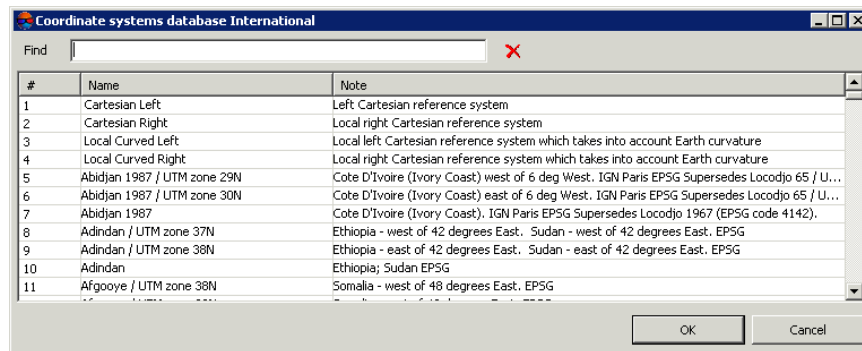 Coordinate systems database International
Find
# Name Note
1 Cartesian Left Left Cartesian reference system
2 Cartesian Right Local right Cartesian reference system
3 Local Curved Left Local left Cartesian reference system which takes into account Earth curvature
4 Local Curved Right Local right Cartesian reference system which takes into account Earth curvature
5 Abidjan 1987 / UTM zone 29N Cote D'Ivoire (Ivory Coast) west of 6 deg West. IGN Paris EPSG Supersedes Locodjo 65 / U...
6 Abidjan 1987 / UTM zone 30N Cote D'Ivoire (Ivory Coast) east of 6 deg West. IGN Paris EPSG Supersedes Locodjo 65 / U...
7 Abidjan 1987 Cote D'Ivoire (Ivory Coast). IGN Paris EPSG Supersedes Locodjo 1967 (EPSG code 4142).
8 Adindan / UTM zone 37N Ethiopia - west of 42 degrees East. Sudan - west of 42 degrees East. EPSG
9 Adindan / UTM zone 38N Ethiopia - east of 42 degrees East. Sudan - east of 42 degrees East. EPSG
10 Adindan Ethiopia; Sudan EPSG
11 Afgooye / UTM zone 38N Somalia - west of 48 degrees East. EPSG
OK Cancel